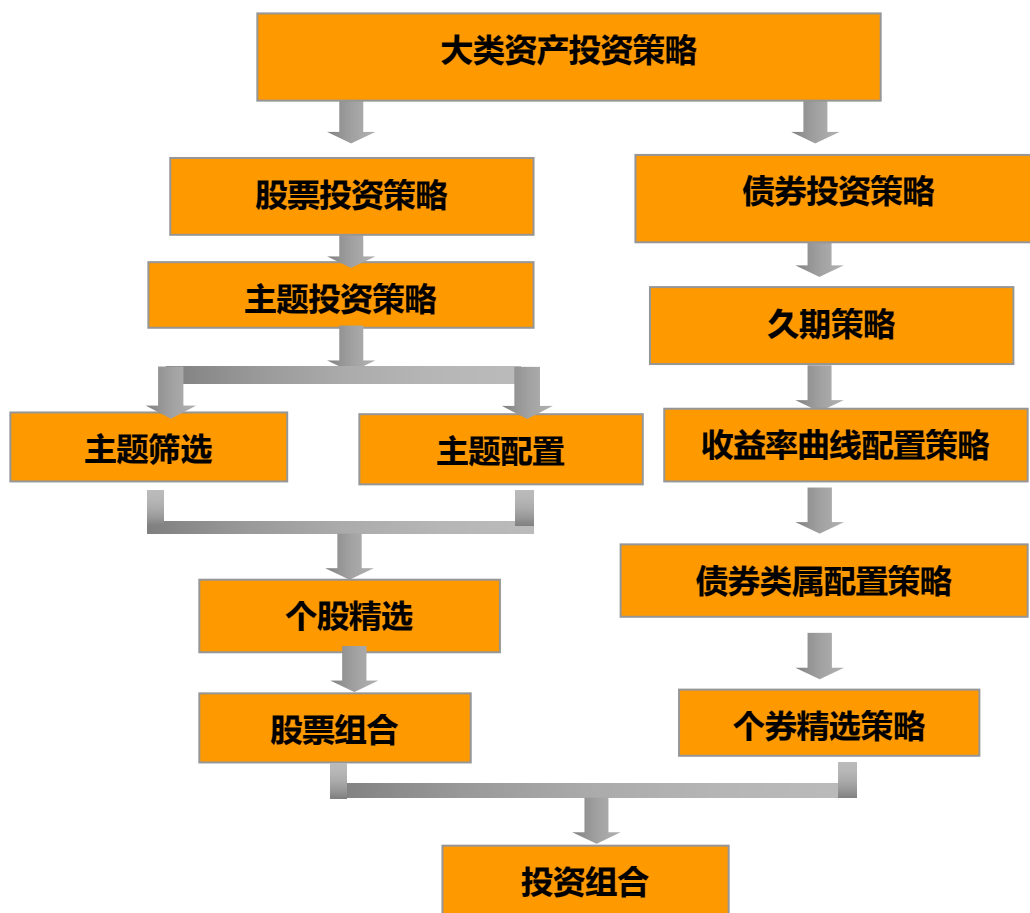 大类资产投资策略
股票投资策略
债券投资策略
主题投资策略
久期策略
主题筛选
主题配置
收益率曲线配置策略
债券类属配置策略
个股精选
股票组合
个券精选策略
投资组合